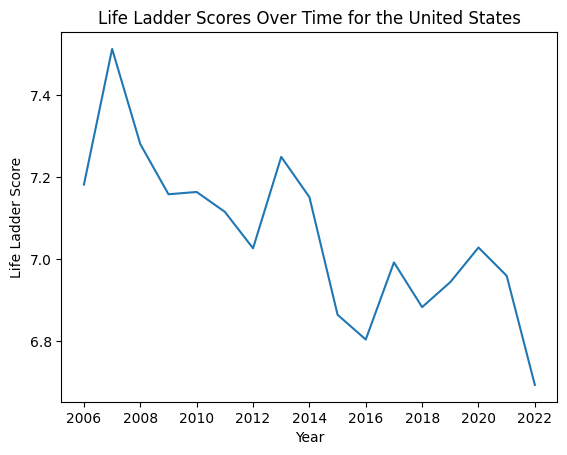 Life Ladder Scores Over Time for the United States
Life Ladder Score
7.4
7.2
7.0
6.8
2006 2008 2010 2012 2014 2016 2018 2020 2022
Year